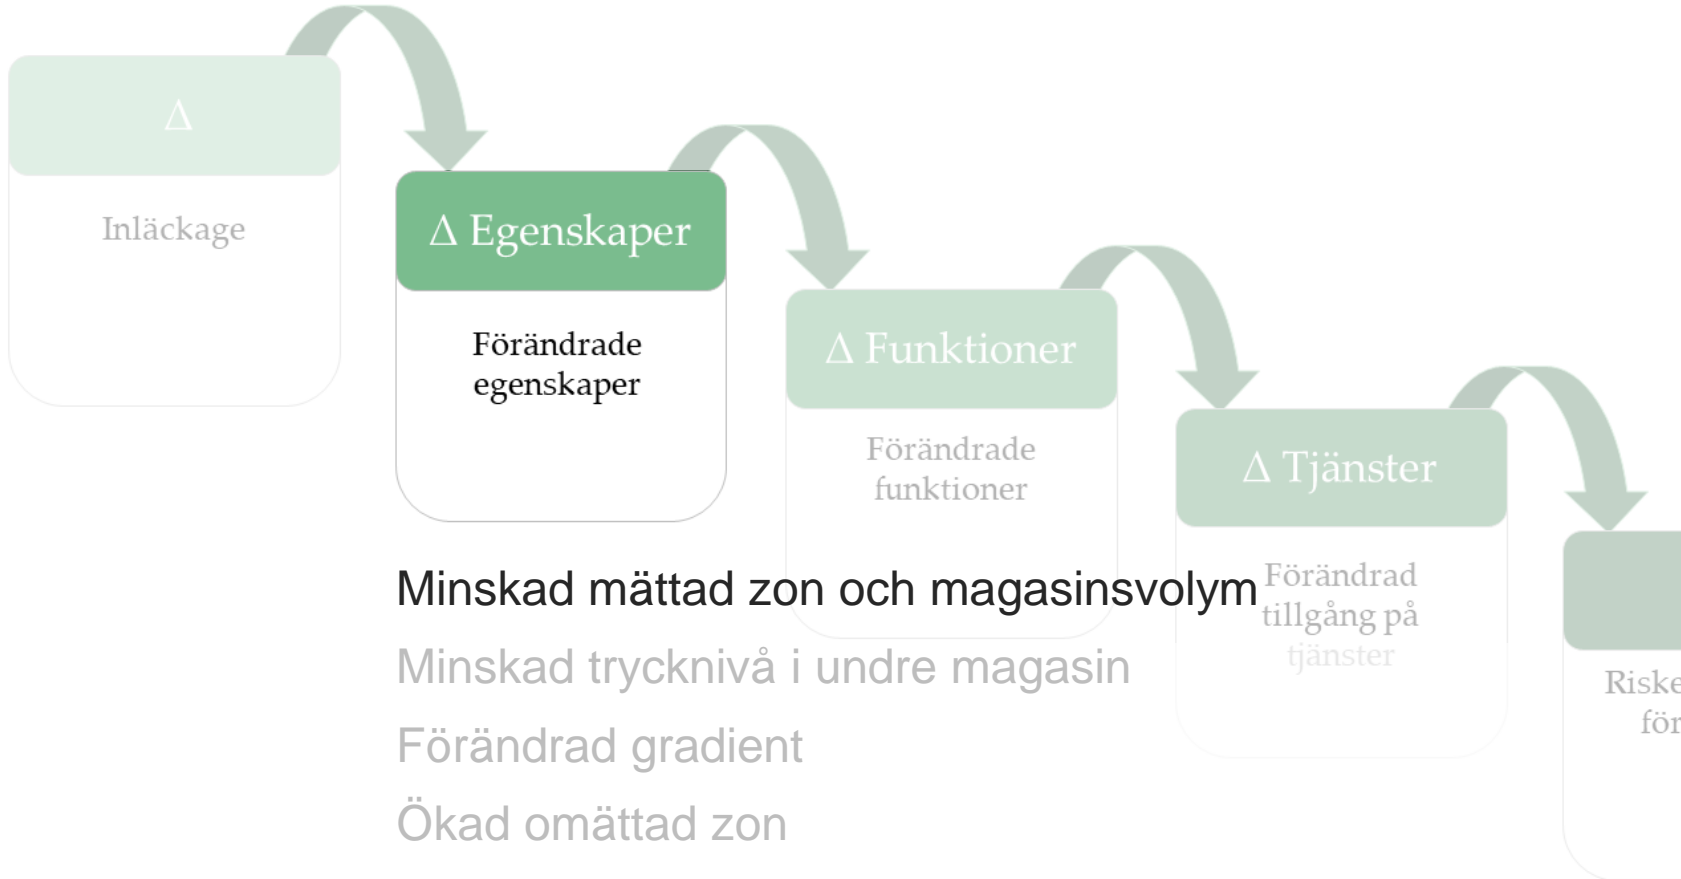 Δ
Inläckage
Δ Egenskaper
Förändrade
egenskaper
Δ Funktioner
Förändrade
funktioner
Δ Tjänster
Förändrad
tillgång på
tjänster
Minskad mättad zon och magasinsvolym
Minskad trycknivå i undre magasin
Förändrad gradient
Ökad omättad zon